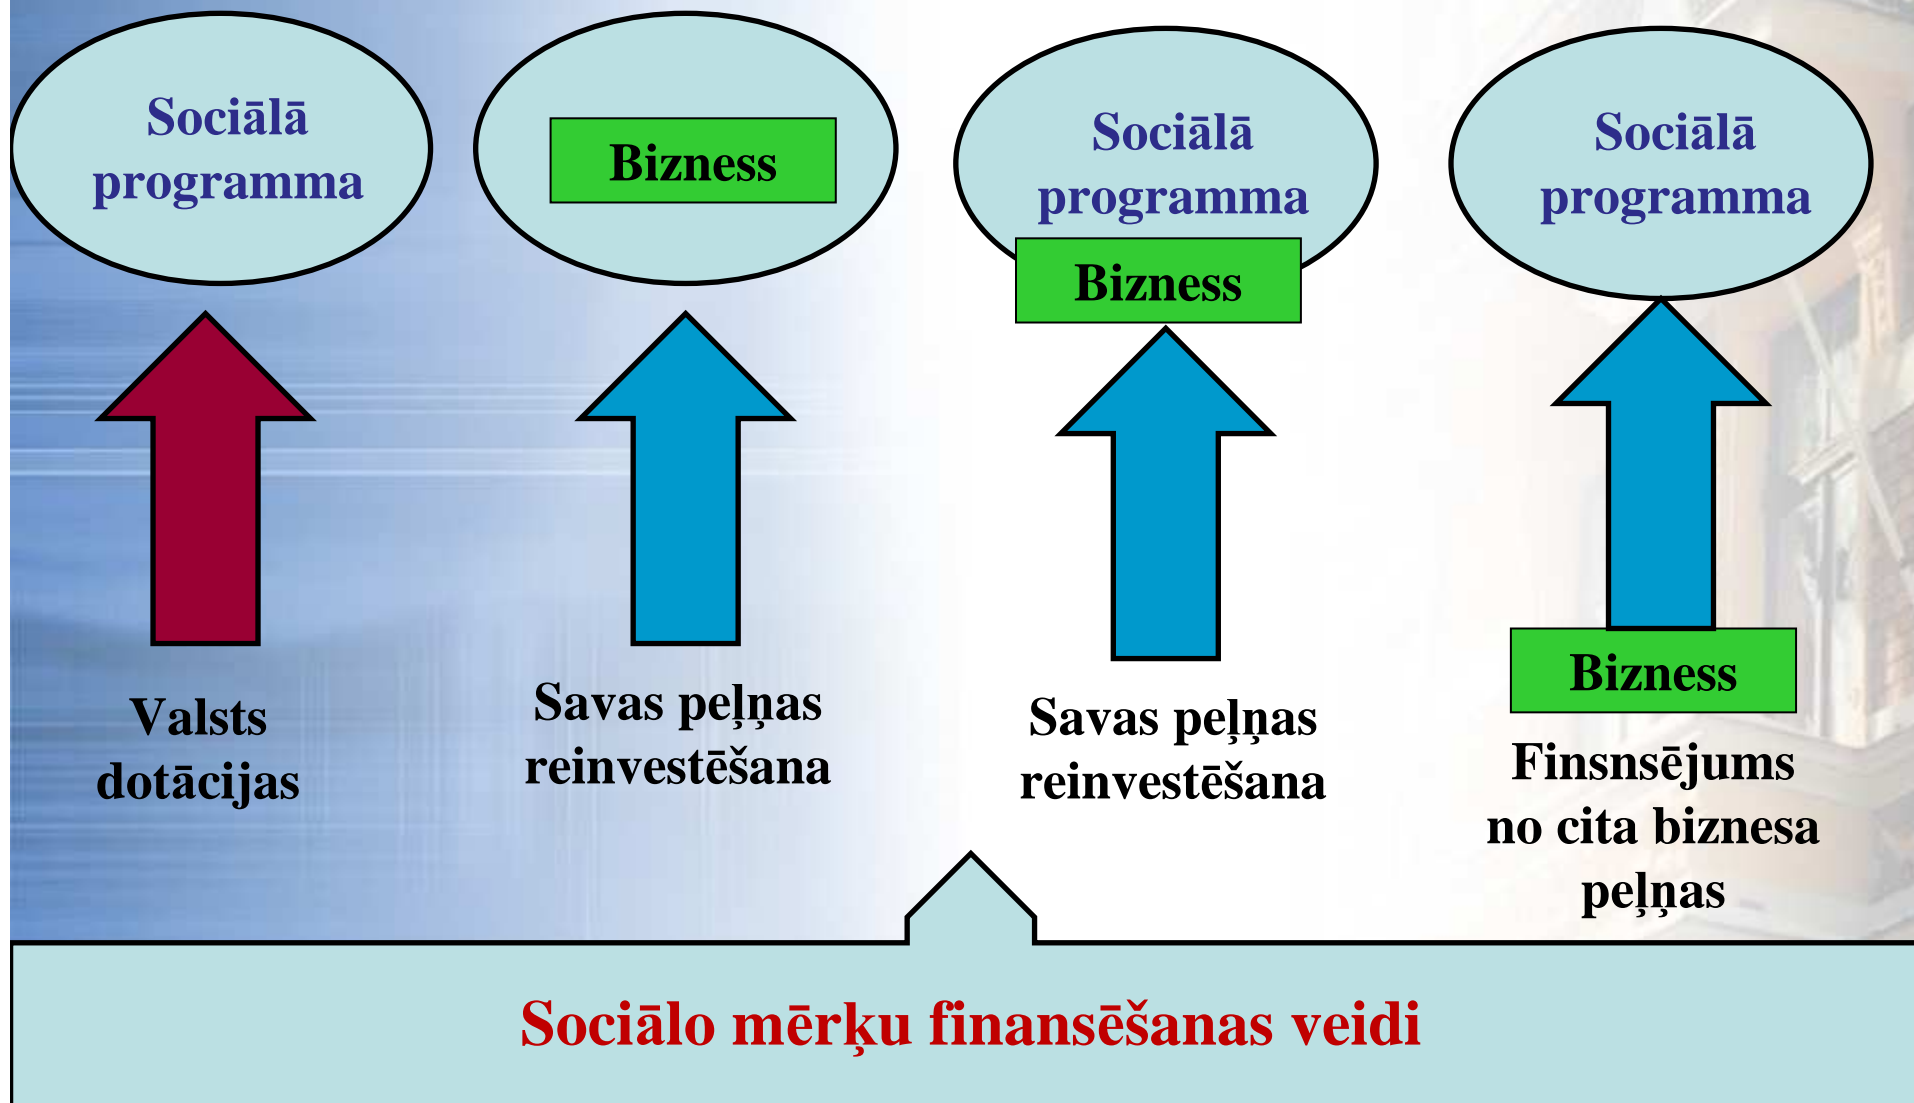 Sociālā
programma
Bizness
Sociālā
programma
Bizness
Sociālā
programma
Valsts
dotācijas
Savas peļņas
reinvestēšana
Savas peļņas
reinvestēšana
Bizness
Finsnsējums
no cita biznesa
peļņas
Sociālo mērķu finansēšanas veidi